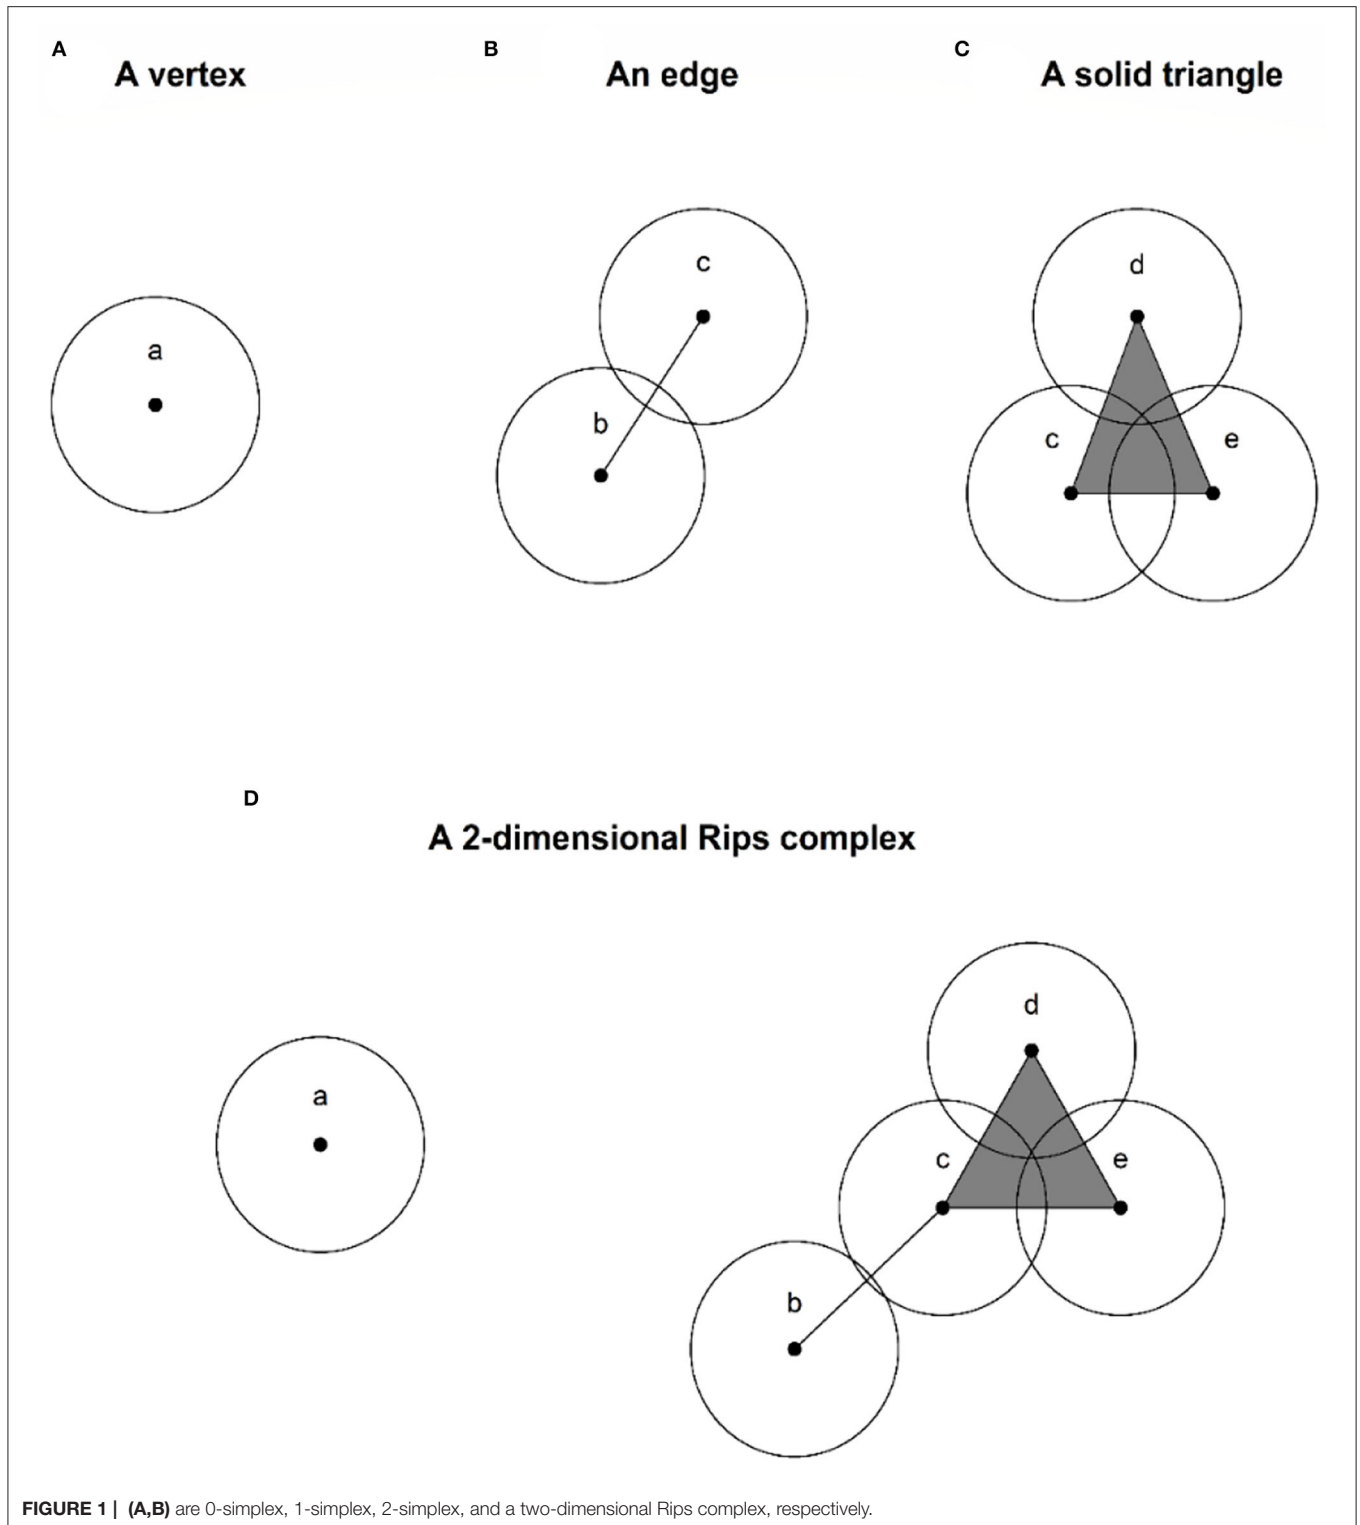 A
A vertex
B
An edge
C
A solid triangle
a
c
b
d
c
e
D
A 2-dimensional Rips complex
d
a
c
e
b
FIGURE 1 | (A,B) are 0-simplex, 1-simplex, 2-simplex, and a two-dimensional Rips complex, respectively.